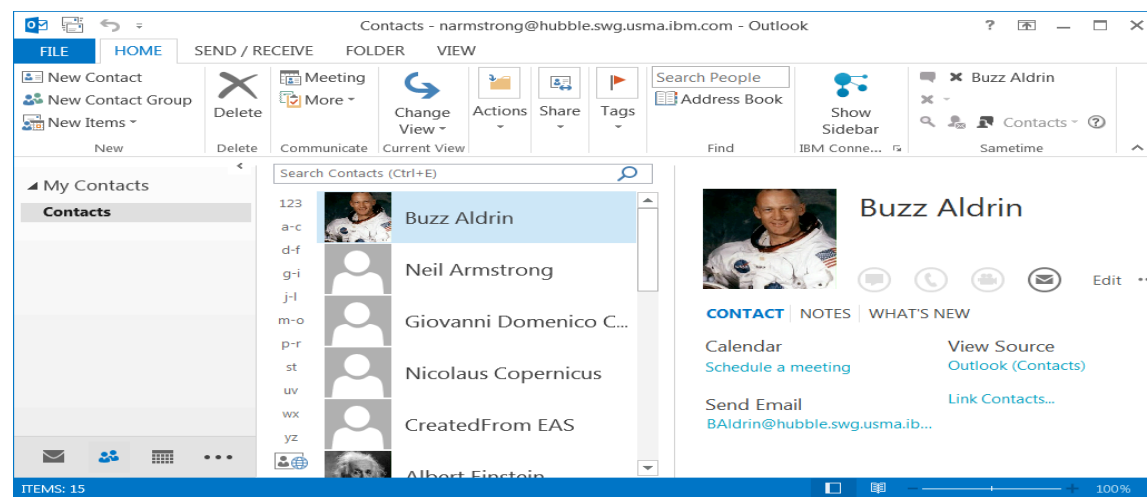 Contacts - narmstrong@hubble.swg.usma.ibm.com - Outlook
FILE HOME SEND / RECEIVE FOLDER VIEW
New Contact
New Contact Group
New Items
New
Delete
Delete
Meeting
More
Communicate
Change
View
Current View
Actions
Share
Tags
Search People
Address Book
Find
Show
Sidebar
IBM Conne...
Buzz Aldrin
Contacts
Sametime
My Contacts
Contacts
Search Contacts (Ctrl+E)
123
a-c
d-f
g-i
j-l
m-o
p-r
st
uv
wx
yz
Buzz Aldrin
Neil Armstrong
Giovanni Domenico C...
Nicolaus Copernicus
CreatedFrom EAS
Albert Einstein
Buzz Aldrin
Edit
CONTACT NOTES WHAT'S NEW
Calendar
Schedule a meeting
Send Email
BAldrin@hubble.swg.usma.ib...
View Source
Outlook (Contacts)
Link Contacts...
ITEMS: 15
100%